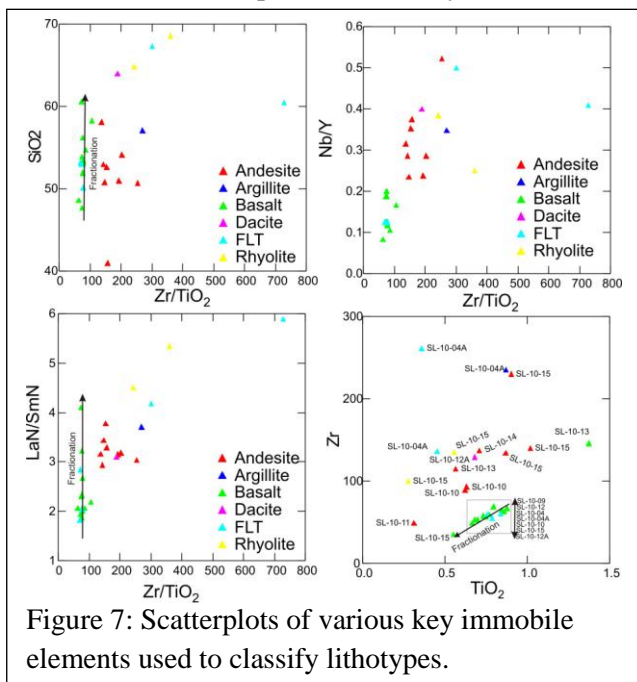 SiO2
70
60
50
40
Fractionation
Andesite
Argillite
Basalt
Dacite
FLT
Rhyolite
0 100 200 300 400 500 600 700 800
Zr/TiO₂
Nb/Y
0.6
0.5
0.4
0.3
0.2
0.1
0.0
Andesite
Argillite
Basalt
Dacite
FLT
Rhyolite
0 100 200 300 400 500 600 700 800
Zr/TiO₂
LaN/SmN
6
5
4
3
2
1
Fractionation
Andesite
Argillite
Basalt
Dacite
FLT
Rhyolite
0 100 200 300 400 500 600 700 800
Zr/TiO₂
Zr
300
200
100
0
SL-10-04A
SL-10-04A
SL-10-15
SL-10-13
SL-10-04A
SL-10-15
SL-10-14
SL-10-15
SL-10-12A
SL-10-15
SL-10-13
SL-10-15
SL-10-10
SL-10-10
SL-10-11
SL-10-15
Fractionation
SL-10-09
SL-10-12
SL-10-04
SL-10-04A
SL-10-10
SL-10-15
SL-10-12A
0.0 0.5 1.0 1.5
TiO₂
Figure 7: Scatterplots of various key immobile
elements used to classify lithotypes.